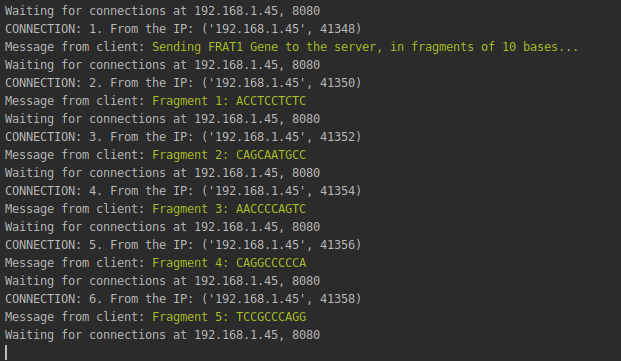 Waiting for connections at 192.168.1.45, 8080
CONNECTION: 1. From the IP: ('192.168.1.45', 41348)
Message from client: Sending FRAT1 Gene to the server, in fragments of 10 bases...
Waiting for connections at 192.168.1.45, 8080
CONNECTION: 2. From the IP: ('192.168.1.45', 41350)
Message from client: Fragment 1: ACCTCCTCTC
Waiting for connections at 192.168.1.45, 8080
CONNECTION: 3. From the IP: ('192.168.1.45', 41352)
Message from client: Fragment 2: CAGCAATGCC
Waiting for connections at 192.168.1.45, 8080
CONNECTION: 4. From the IP: ('192.168.1.45', 41354)
Message from client: Fragment 3: AACCCCAGTC
Waiting for connections at 192.168.1.45, 8080
CONNECTION: 5. From the IP: ('192.168.1.45', 41356)
Message from client: Fragment 4: CAGGCCCCCA
Waiting for connections at 192.168.1.45, 8080
CONNECTION: 6. From the IP: ('192.168.1.45', 41358)
Message from client: Fragment 5: TCCGCCCAGG
Waiting for connections at 192.168.1.45, 8080